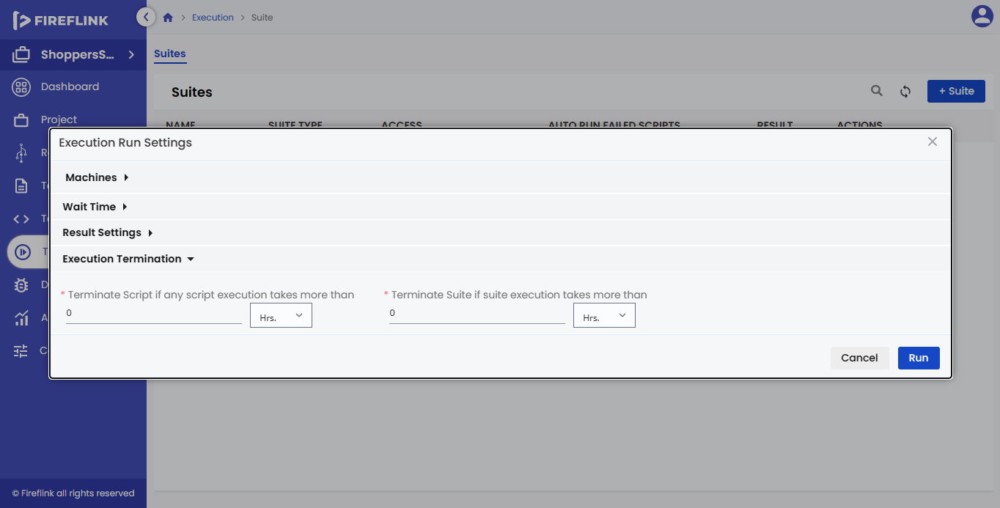 FIREFLINK
Execution
Suite
ShoppersS...
Suites
Dashboard
Suites
+ Suite
Project
NAME
SUITE TYPE
ACCESS
AUTO RUN FAILED SCRIPTS
RESULT
ACTIONS
Execution Run Settings
Machines
Wait Time
Result Settings
Execution Termination
* Terminate Script if any script execution takes more than
0
Hrs.
* Terminate Suite if suite execution takes more than
0
Hrs.
Cancel
Run
© Fireflink all rights reserved